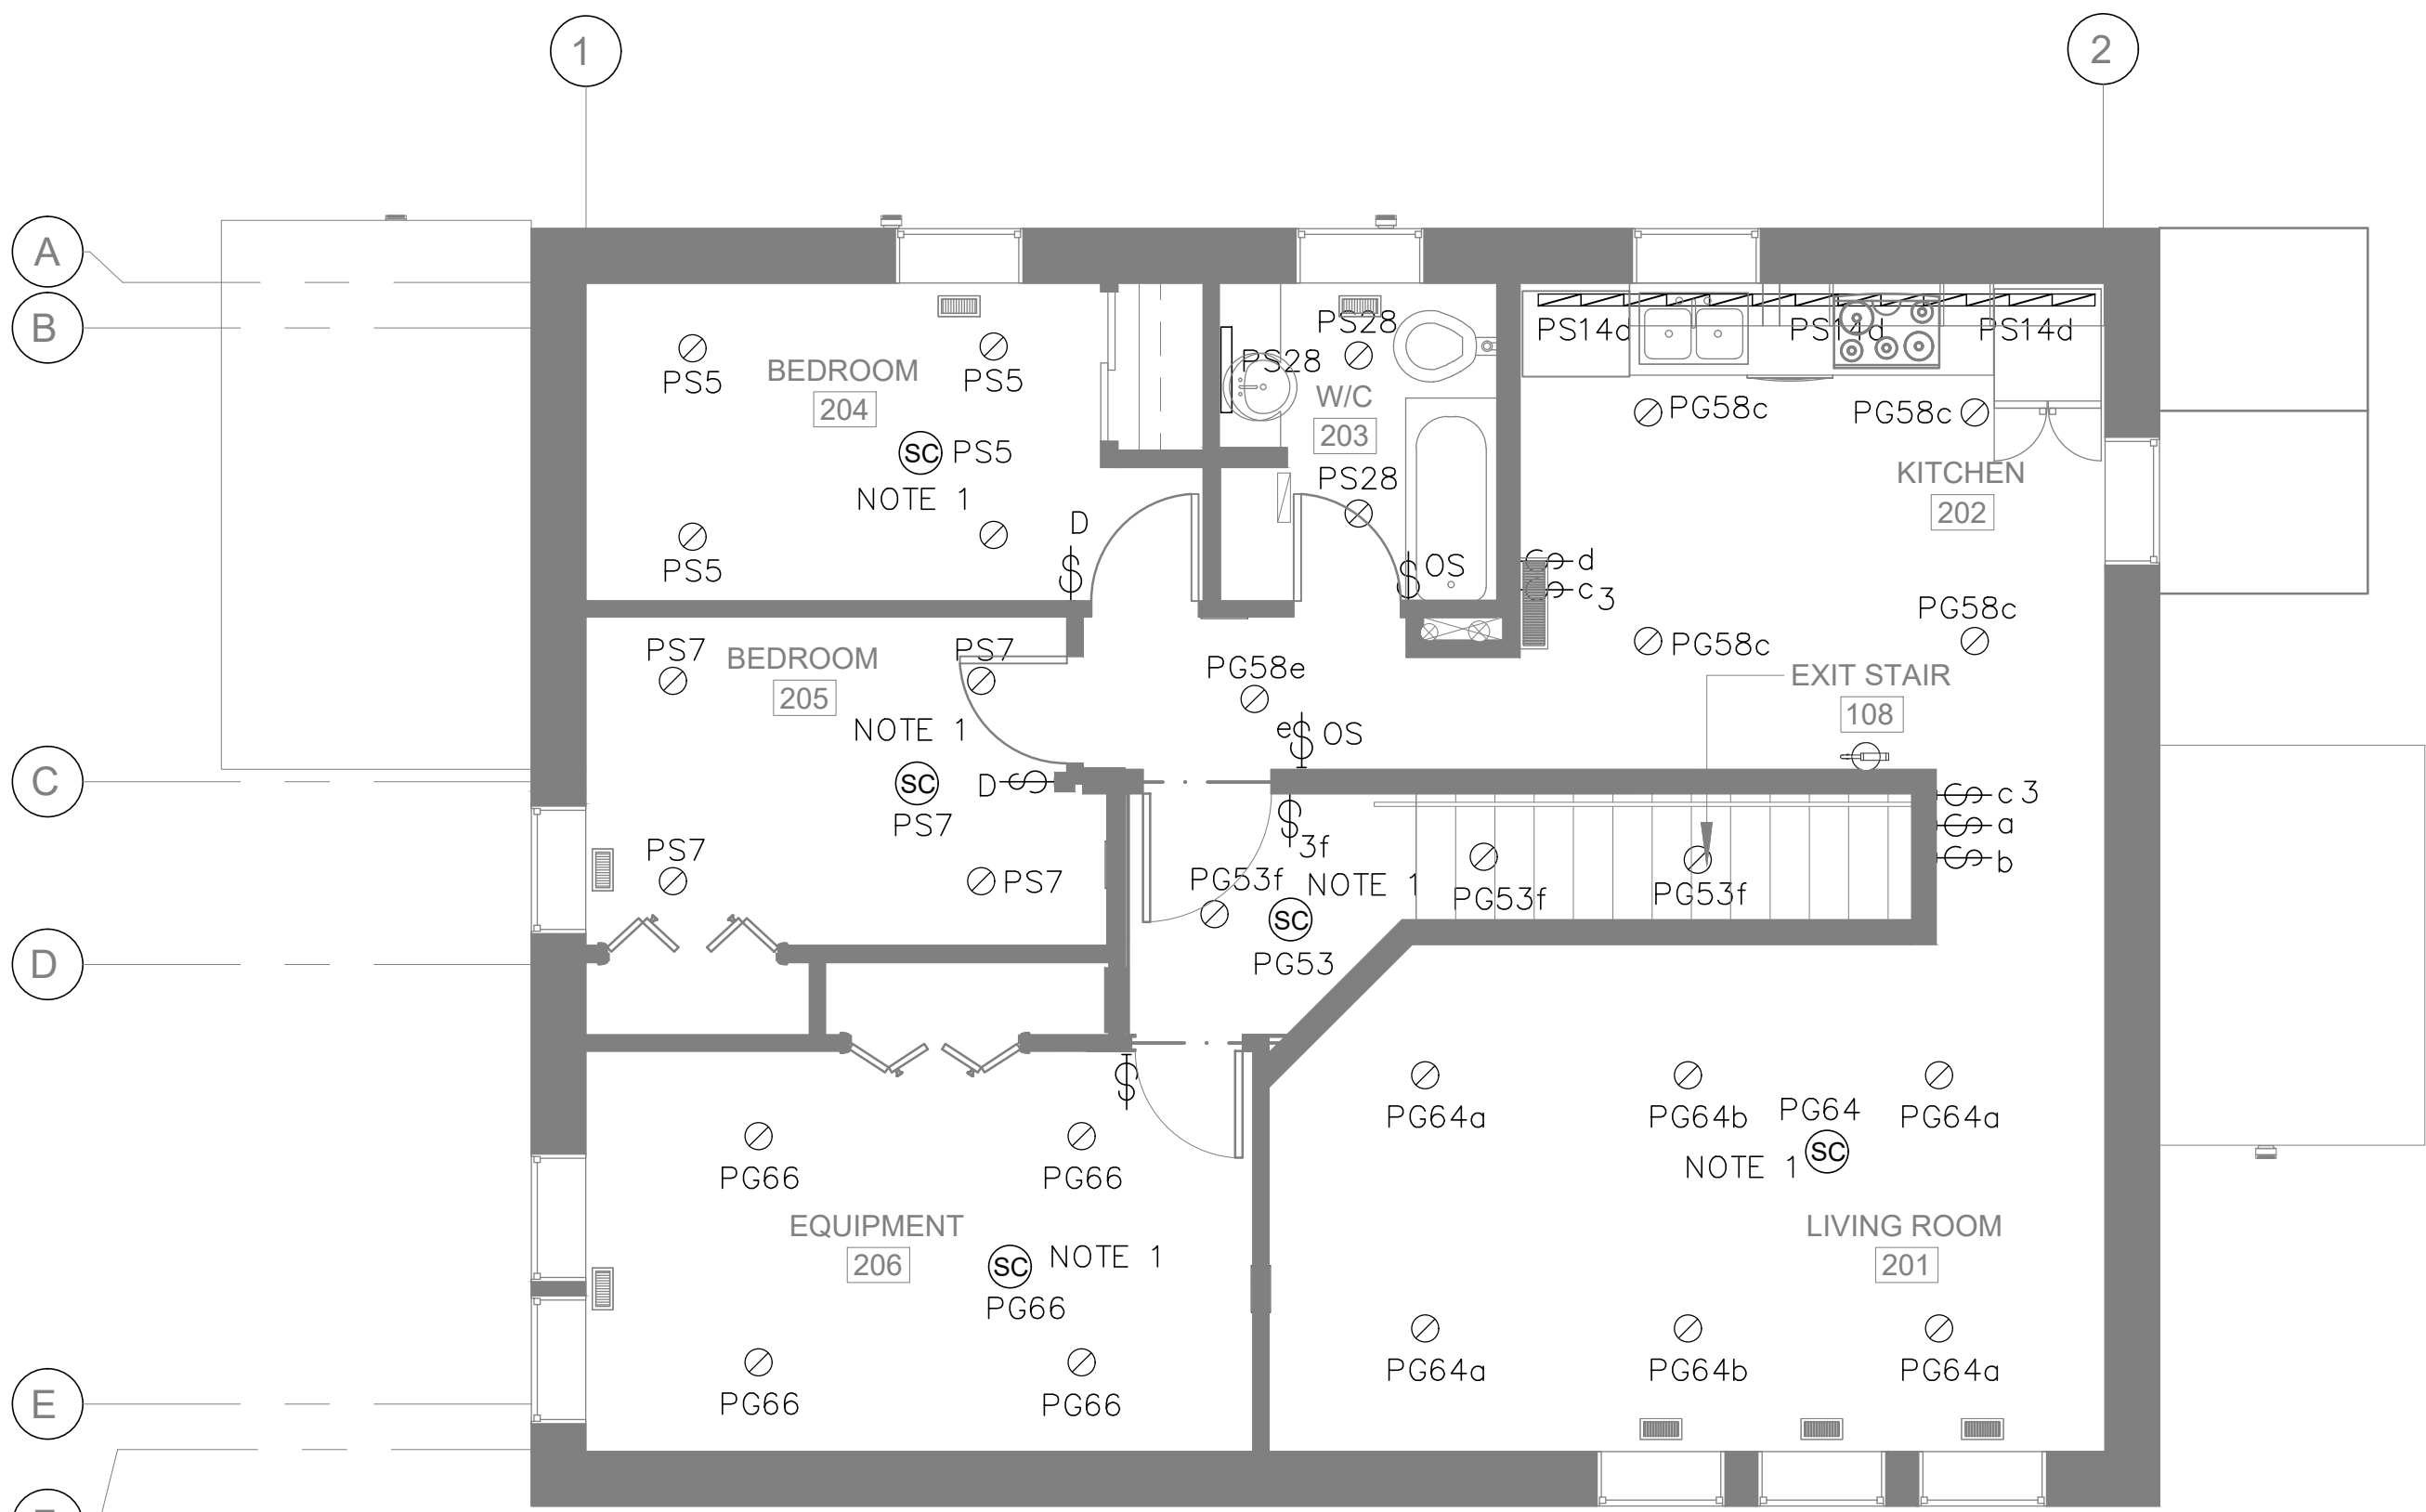 1
2
A
B
C
D
E
BEDROOM
204
PS5
PS5
PS5
SC
PS5
NOTE 1
D
$
PS28
PS28
W/C
203
PS28
$
OS
PS14d
PS14d
PS14d
PG58c
PG58c
KITCHEN
202
$ d
$ c3
PG58c
PG58c
EXIT STAIR
108
BEDROOM
205
PS7
PS7
NOTE 1
SC
PS7
D $
PS7
PS7
PG58e
e$ OS
$ c3
$ a
$ b
$
3f
PG53f
NOTE 1
SC
PG53
PG53f
PG53f
$
PG66
PG66
EQUIPMENT
206
SC
NOTE 1
PG66
PG66
PG66
PG64a
PG64b
PG64
PG64a
NOTE 1
SC
LIVING ROOM
201
PG64a
PG64b
PG64a